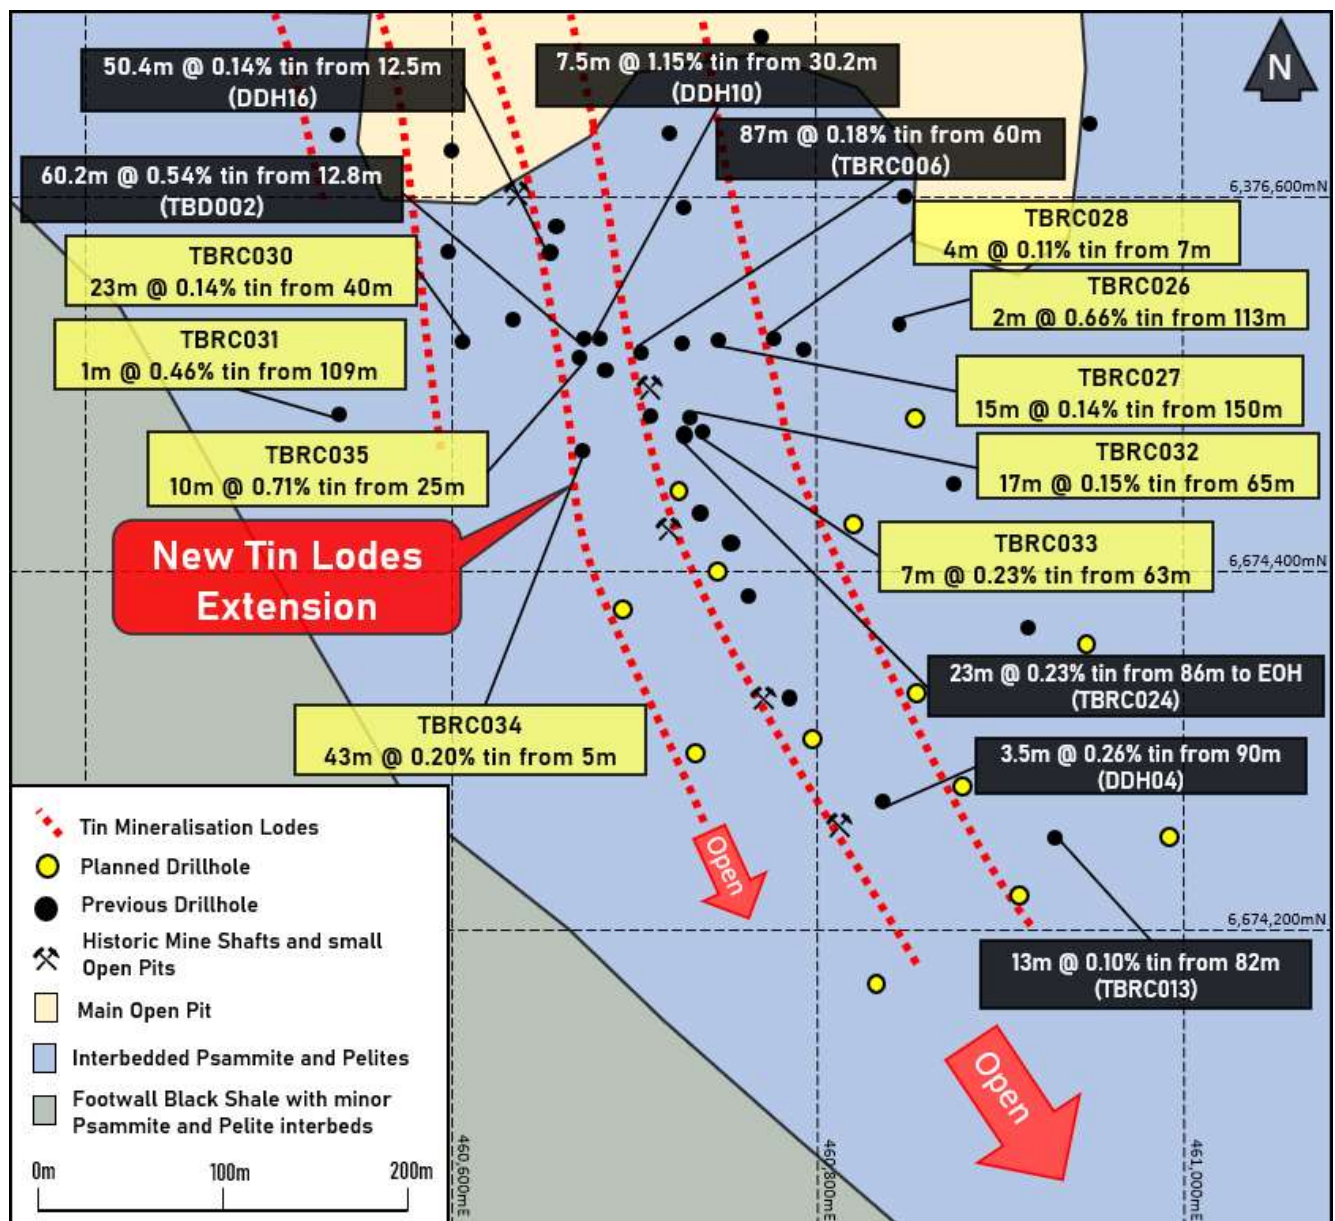 50.4m @ 0.14% tin from 12.5m
(DDH16)
7.5m @ 1.15% tin from 30.2m
(DDH10)
N
87m @ 0.18% tin from 60m
(TBRC006)
60.2m @ 0.54% tin from 12.8m
(TBD002)
6,376,600mN
TBRC028
4m @ 0.11% tin from 7m
TBRC030
23m @ 0.14% tin from 40m
TBRC026
2m @ 0.66% tin from 113m
TBRC031
1m @ 0.46% tin from 109m
TBRC027
15m @ 0.14% tin from 150m
TBRC035
10m @ 0.71% tin from 25m
TBRC032
17m @ 0.15% tin from 65m
New Tin Lodes
Extension
TBRC033
7m @ 0.23% tin from 63m
6,674,400mN
23m @ 0.23% tin from 86m to EOH
(TBRC024)
TBRC034
43m @ 0.20% tin from 5m
3.5m @ 0.26% tin from 90m
(DDH04)
Open
6,674,200mN
13m @ 0.10% tin from 82m
(TBRC013)
Open
Tin Mineralisation Lodes
Planned Drillhole
Previous Drillhole
Historic Mine Shafts and small
Open Pits
Main Open Pit
Interbedded Psammite and Pelites
Footwall Black Shale with minor
Psammite and Pelite interbeds
0m 100m 200m
460,600mE
460,800mE
461,000mE